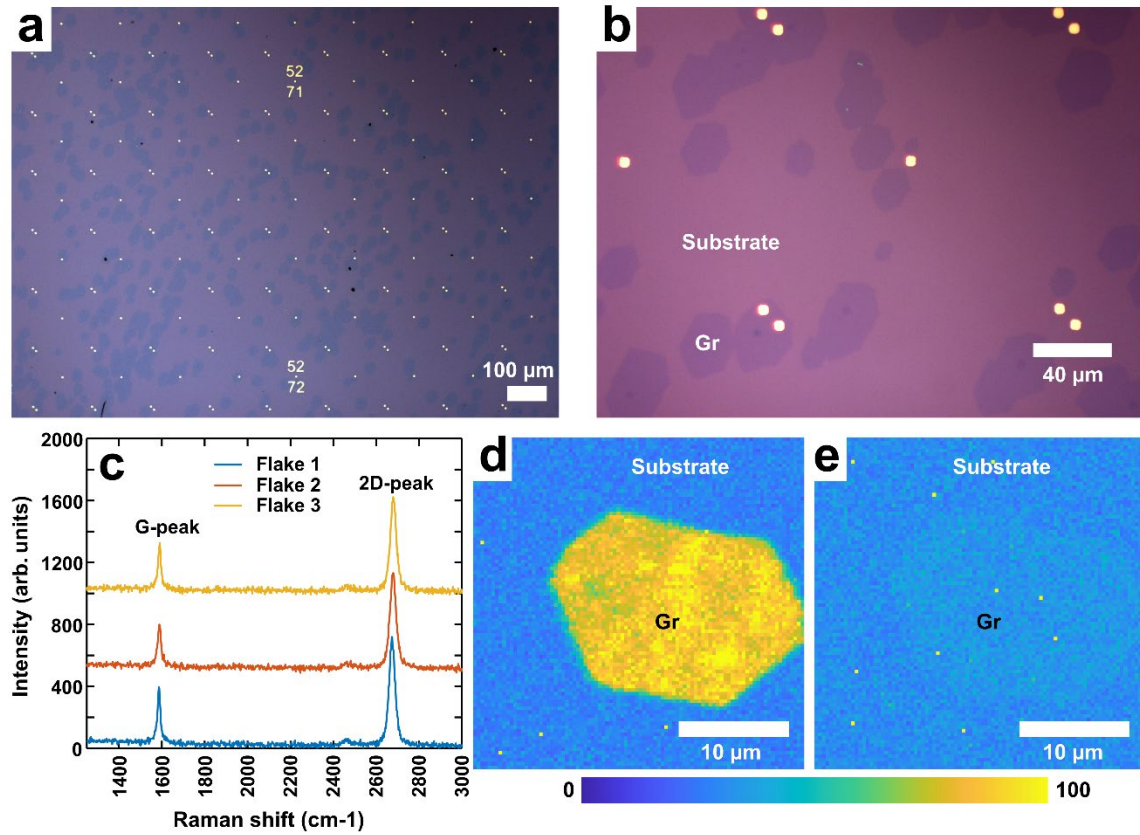 a
52
71
52
72
100 µm
b
Substrate
Gr
40 µm
c
2000
1600
1200
800
400
0
Intensity (arb. units)
Flake 1
Flake 2
Flake 3
G-peak
2D-peak
1400
1600
1800
2000
2200
2400
2600
2800
3000
Raman shift (cm-1)
d
Substrate
Gr
10 µm
e
Substrate
Gr
10 µm
0
100